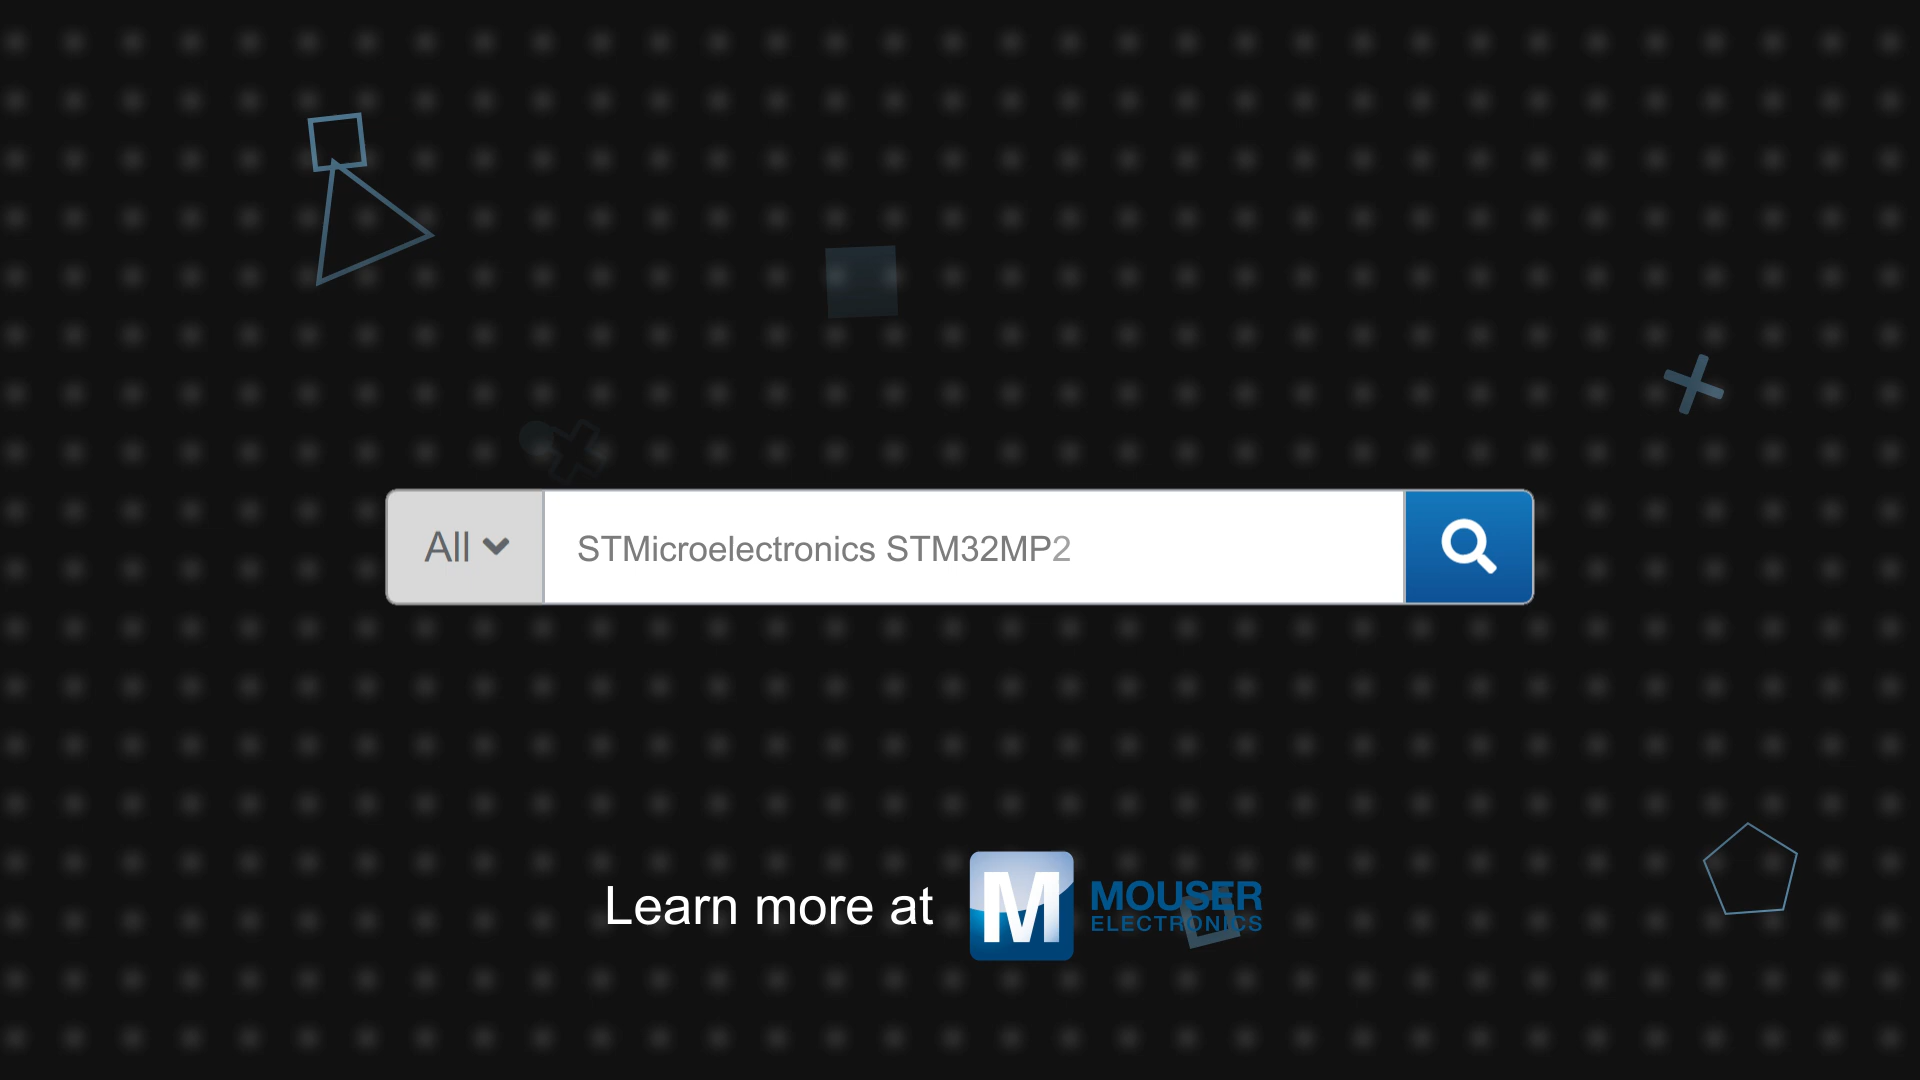 All
STMicroelectronics STM32MP2
Learn more at
M
MOUSER
ELECTRONICS